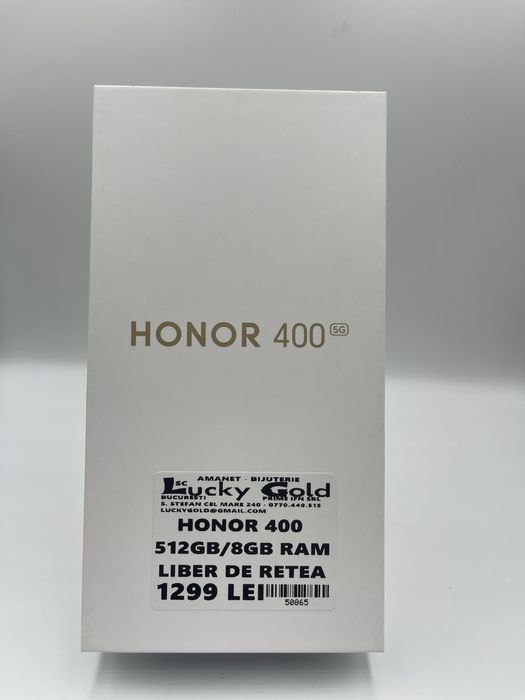 HONOR 400 5G
AMANET - BIJUTERIE
SC Lucky Gold
BUCURESTI PRIME IFN SRL
S. STEFAN CEL MARE 240 - 0770.449.515
LUCKYGOLD@GMAIL.COM
HONOR 400
512GB/8GB RAM
LIBER DE RETEA
1299 LEI
50865